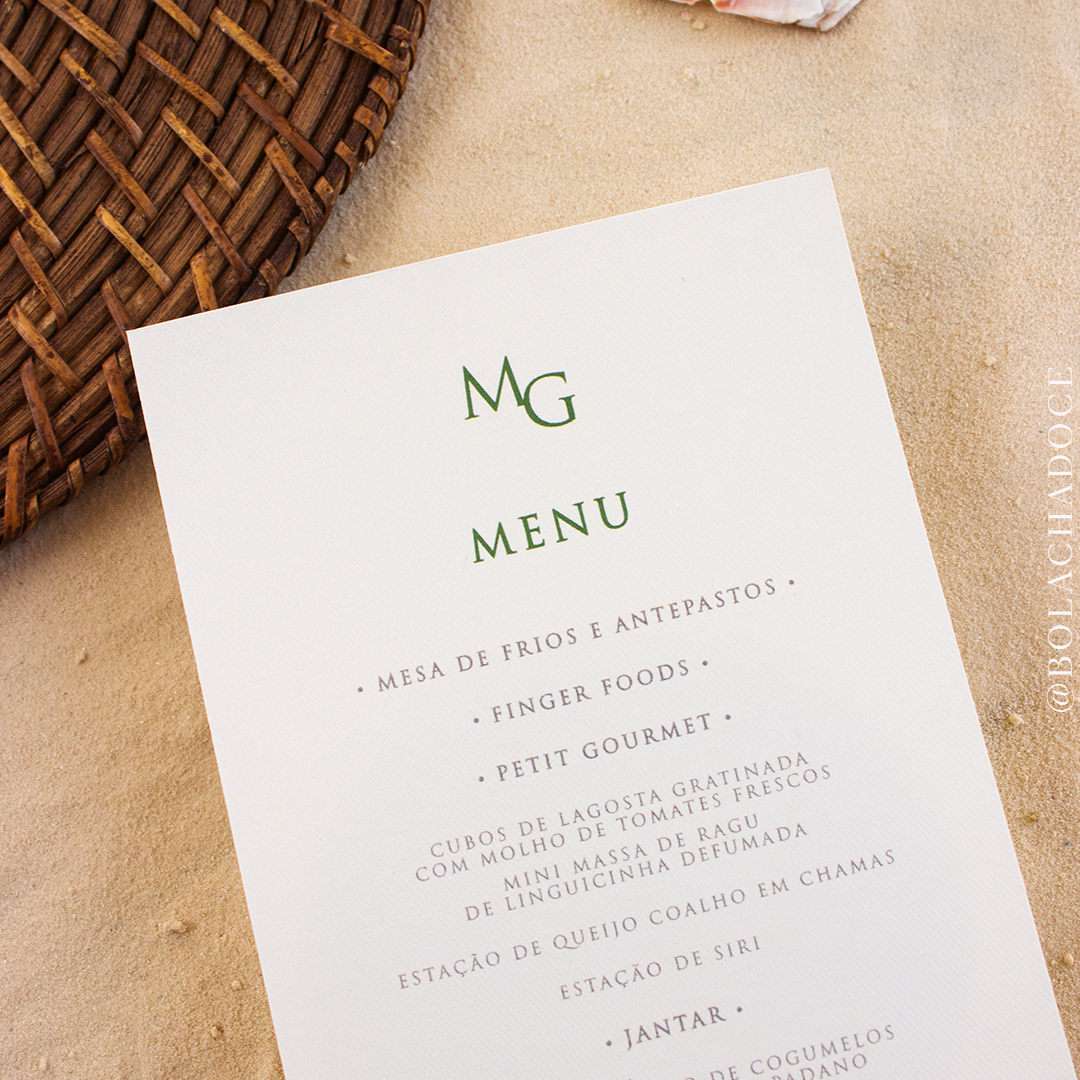 MG
MENU
• MESA DE FRIOS E ANTEPASTOS •
• FINGER FOODS •
• PETIT GOURMET •
CUBOS DE LAGOSTA GRATINADA
COM MOLHO DE TOMATES FRESCOS
MINI MASSA DE RAGU
DE LINGUICINHA DEFUMADA
ESTAÇÃO DE QUEIJO COALHO EM CHAMAS
ESTAÇÃO DE SIRI
• JANTAR •
DE COGUMELOS
PADANO
@BOLACHADOCE